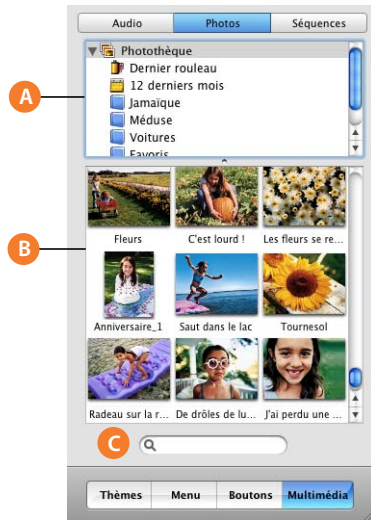 Audio Photos Séquences
Photothèque
Dernier rouleau
12 derniers mois
A
Jamaïque
Méduse
Voitures
Favoris
B
Fleurs C'est lourd ! Les fleurs se re...
Anniversaire_1 Saut dans le lac Tournesol
Radeau sur la r... De drôles de lu... J'ai perdu une ...
C
Thèmes Menu Boutons Multimédia